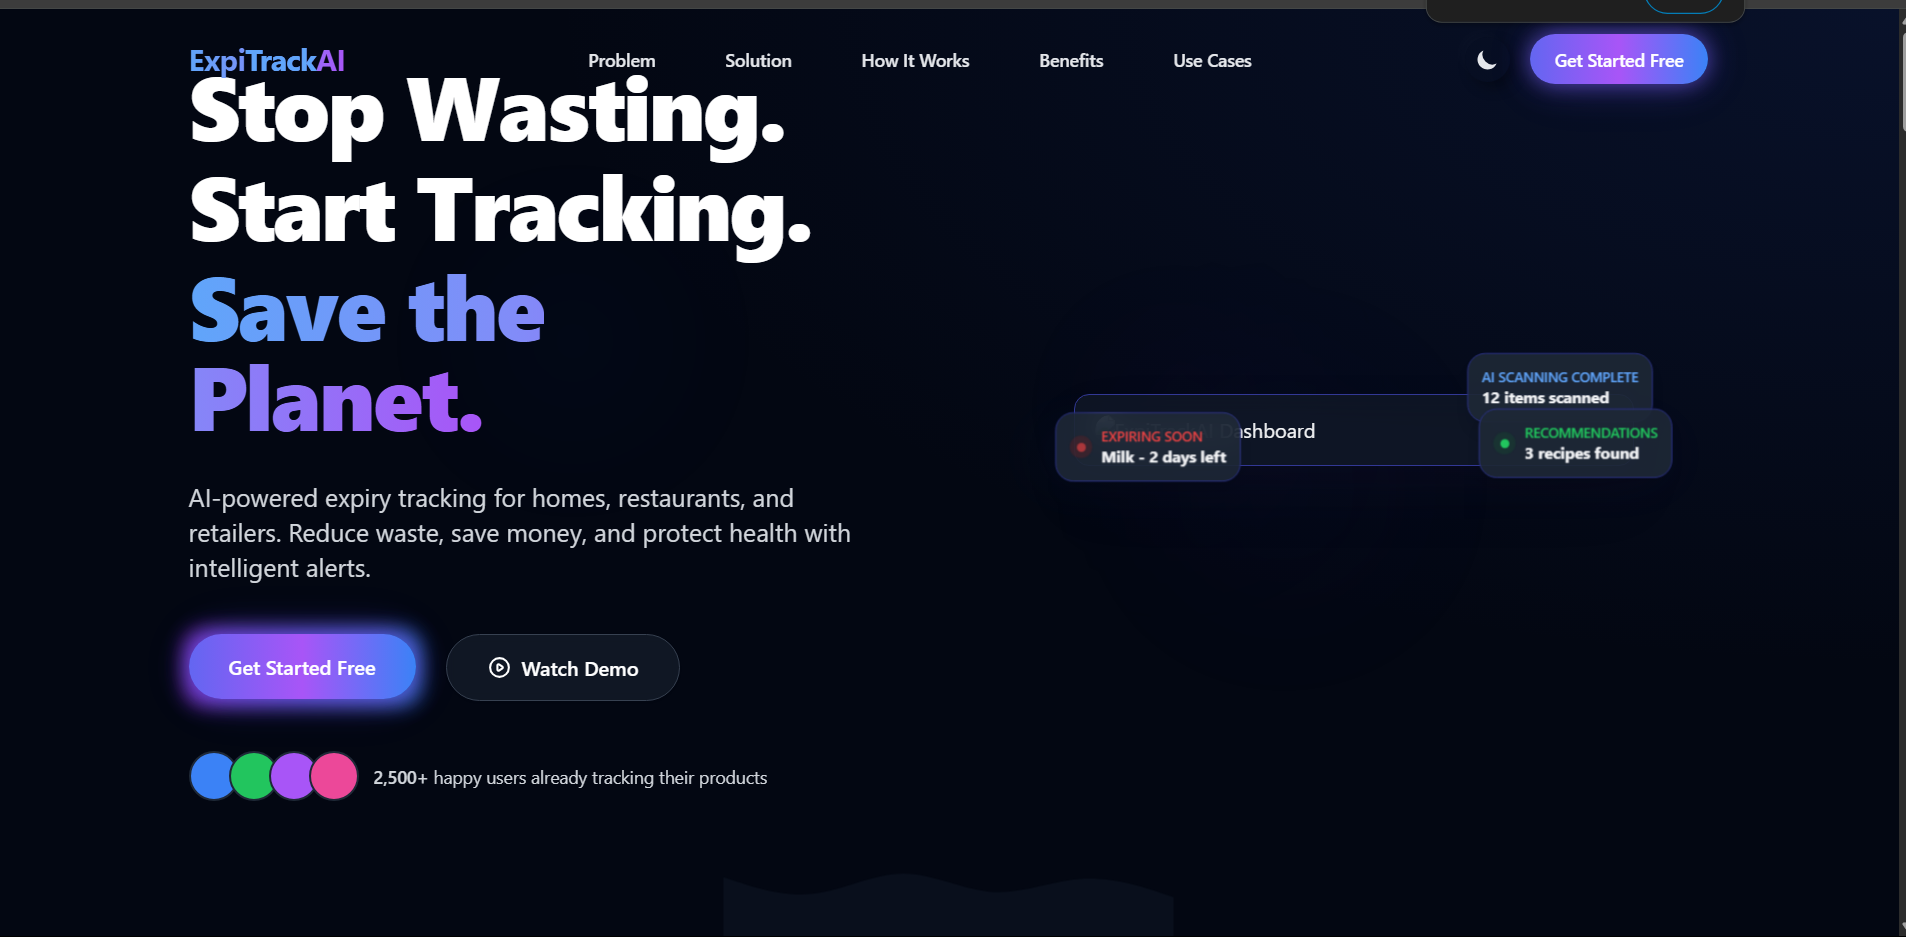 ExpiTrackAI
Problem
Solution
How It Works
Benefits
Use Cases
Get Started Free
Stop Wasting.
Start Tracking.
Save the
Planet.
AI-powered expiry tracking for homes, restaurants, and
retailers. Reduce waste, save money, and protect health with
intelligent alerts.
Get Started Free
Watch Demo
2,500+ happy users already tracking their products
AI SCANNING COMPLETE
12 items scanned
Dashboard
EXPIRING SOON
Milk - 2 days left
RECOMMENDATIONS
3 recipes found